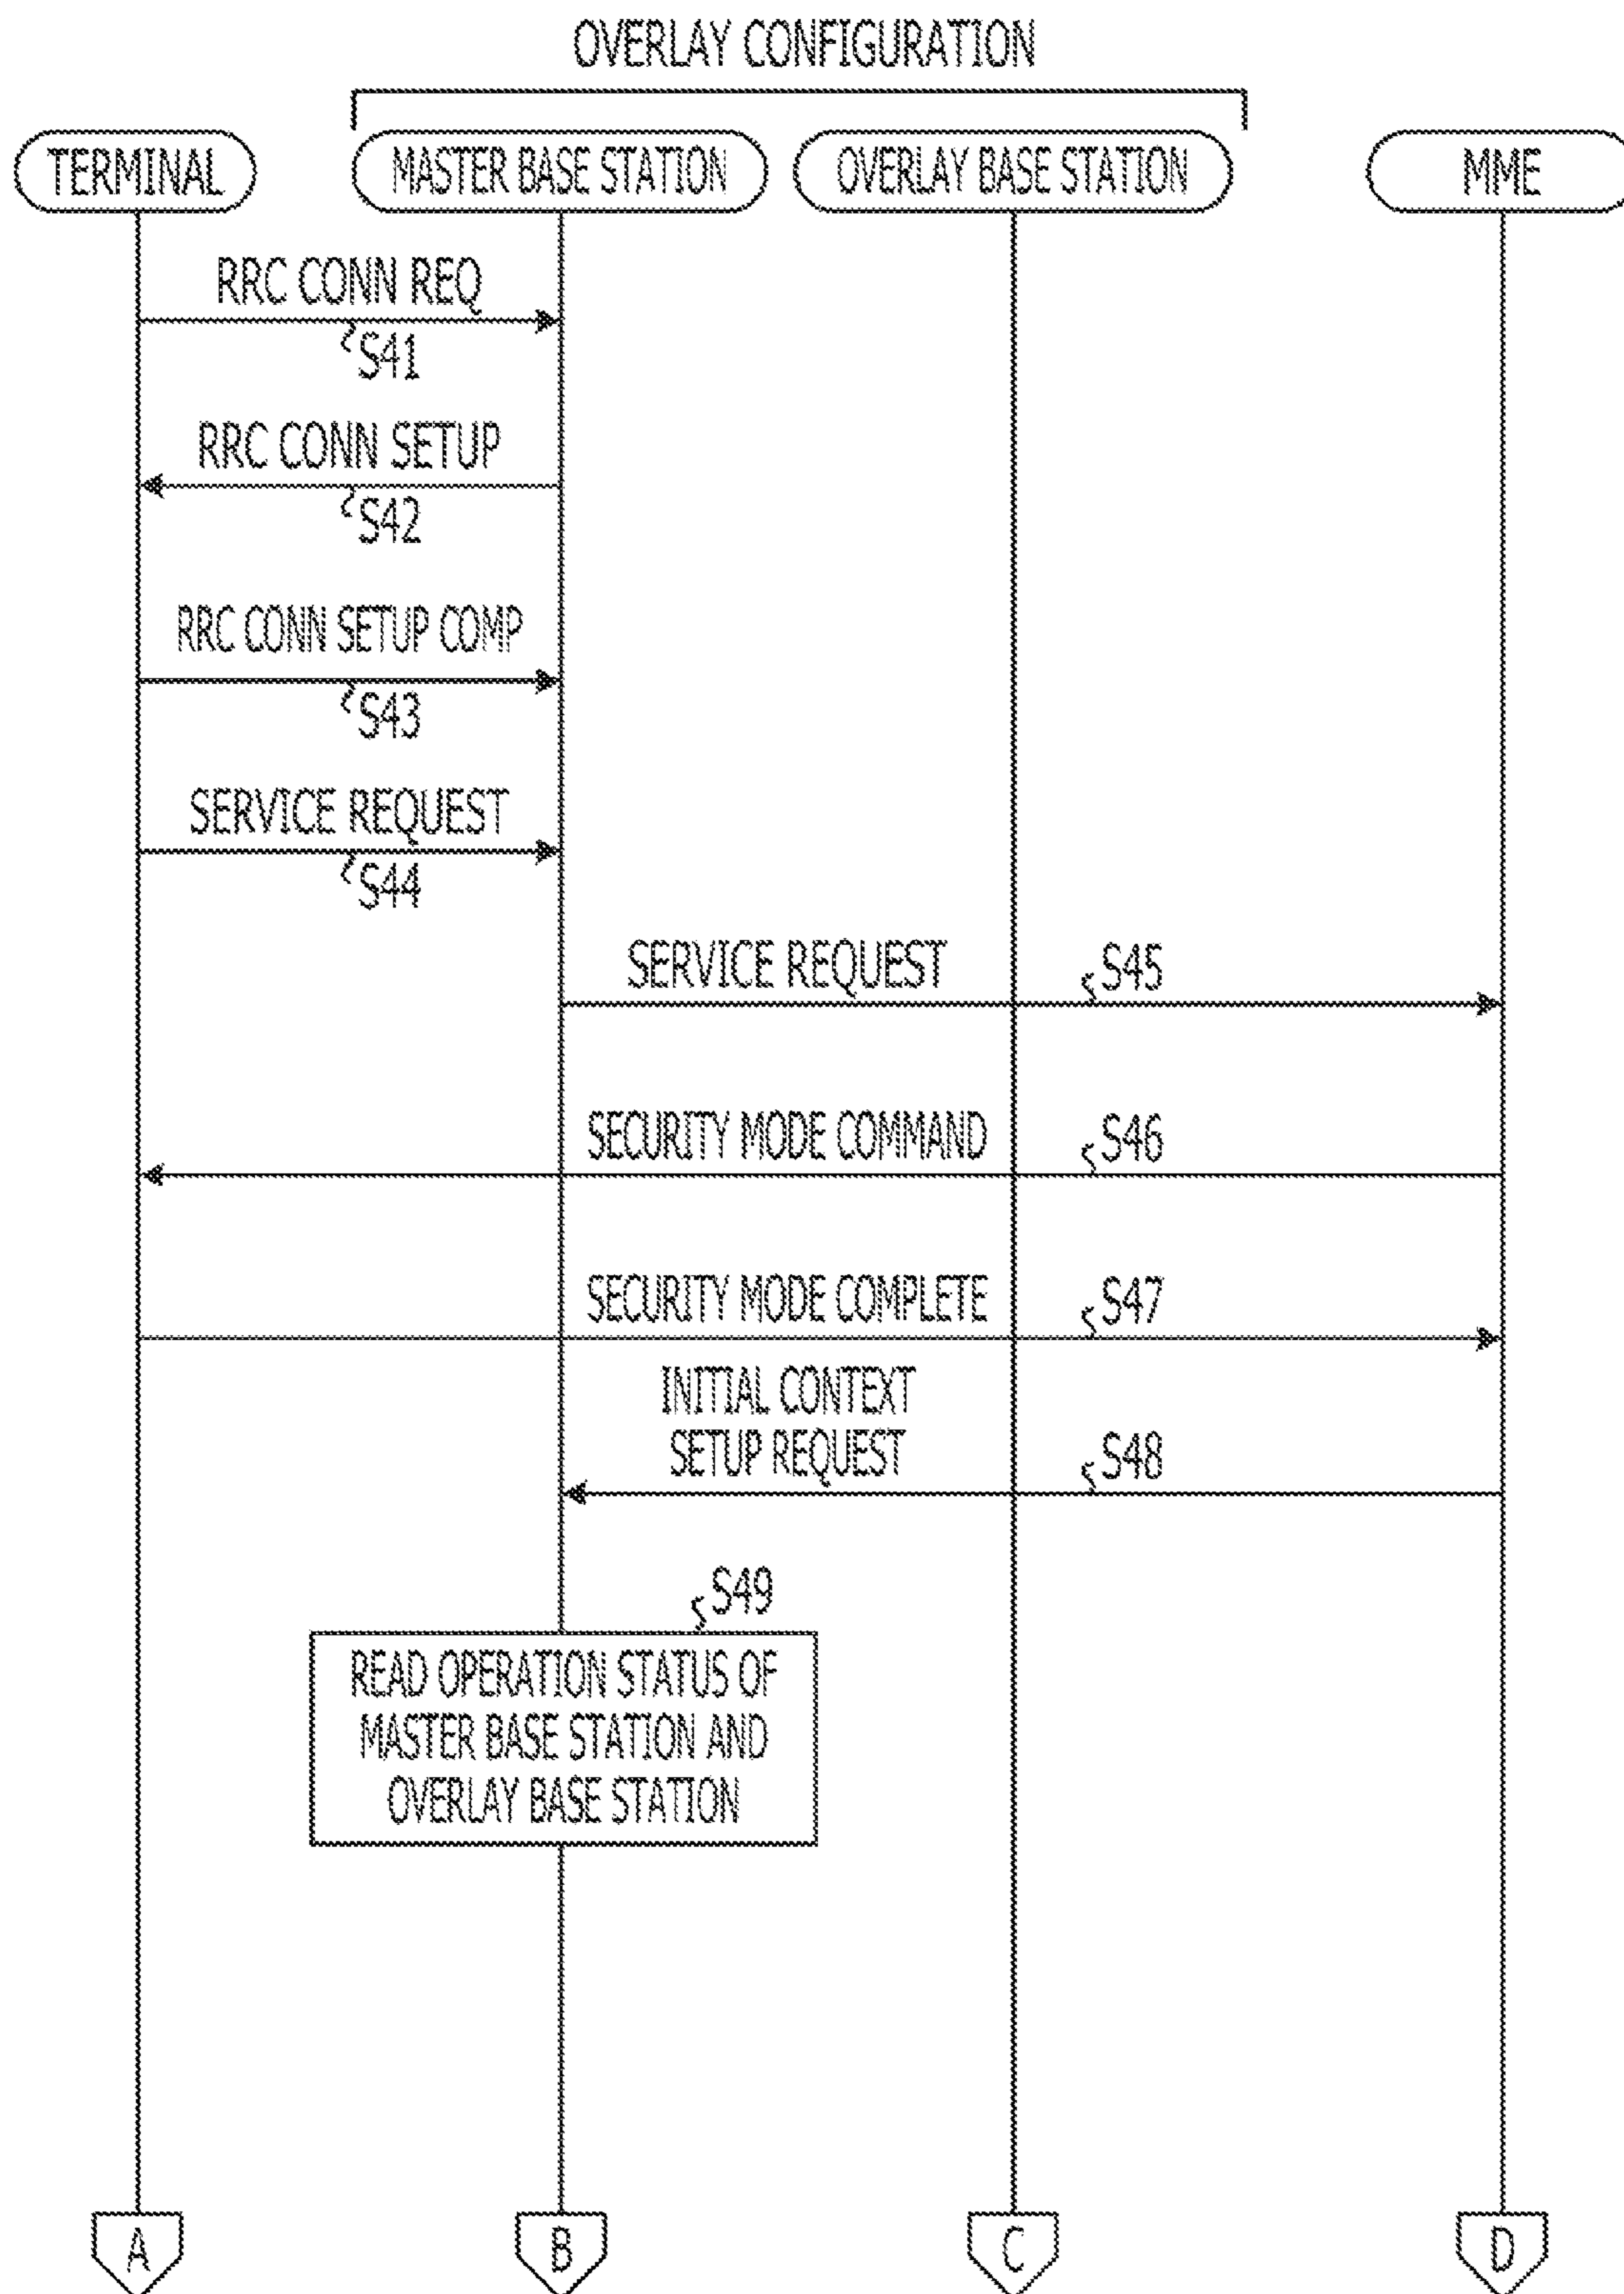 OVERLAY CONFIGURATION
TERMINAL
MASTER BASE STATION
OVERLAY BASE STATION
MME
RRC CONN REQ
S41
RRC CONN SETUP
S42
RRC CONN SETUP COMP
S43
SERVICE REQUEST
S44
SERVICE REQUEST
S45
SECURITY MODE COMMAND
S46
SECURITY MODE COMPLETE
S47
INITIAL CONTEXT
SETUP REQUEST
S48
S49
READ OPERATION STATUS OF
MASTER BASE STATION AND
OVERLAY BASE STATION
A
B
C
D